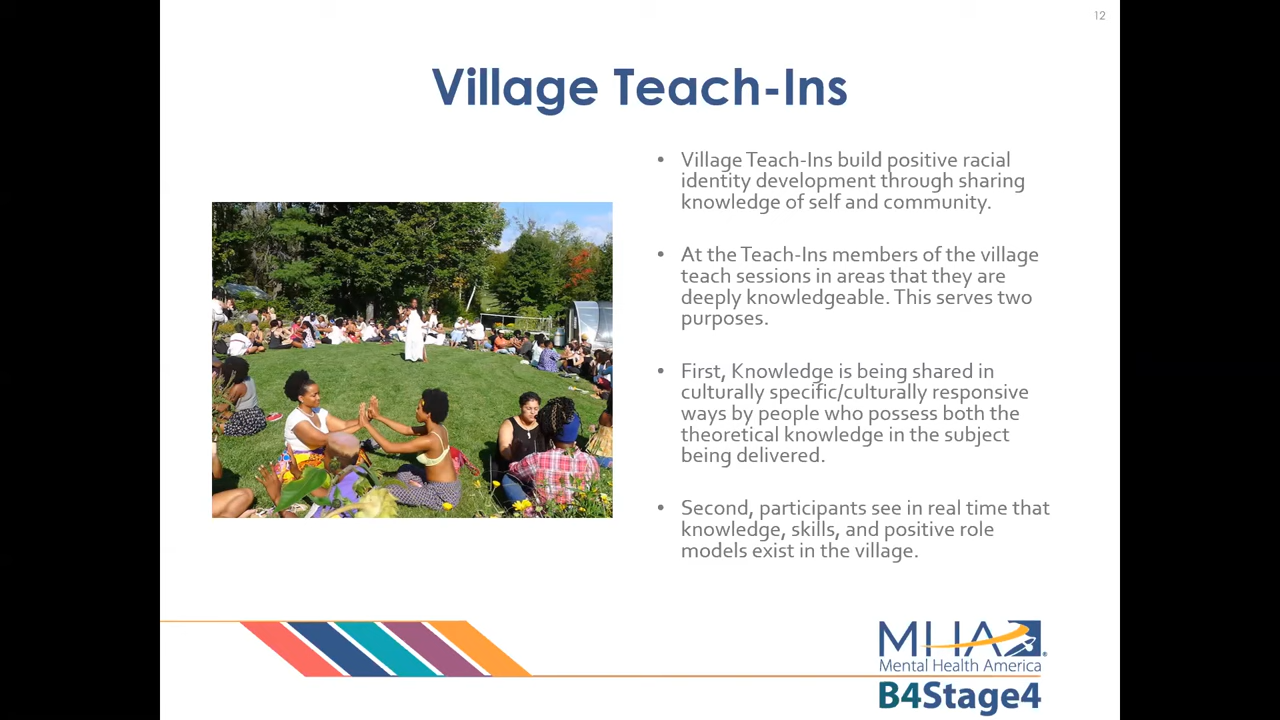 12
Village Teach-Ins
• Village Teach-Ins build positive racial
identity development through sharing
knowledge of self and community.
• At the Teach-Ins members of the village
teach sessions in areas that they are
deeply knowledgeable. This serves two
purposes.
• First, Knowledge is being shared in
culturally specific/culturally responsive
ways by people who possess both the
theoretical knowledge in the subject
being delivered.
• Second, participants see in real time that
knowledge, skills, and positive role
models exist in the village.
MHA®
Mental Health America
B4Stage4